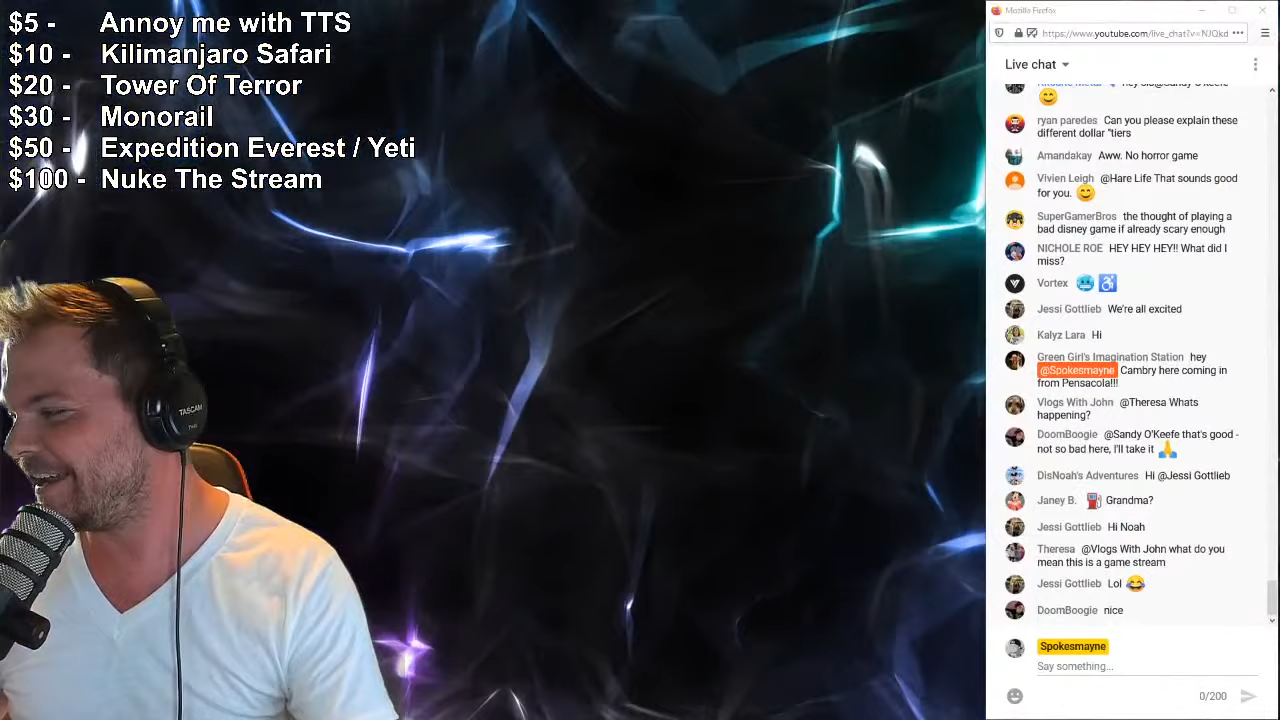 $5 - Annoy me with TTS
$10 - Kilimanjaro Safari
$20 - Tower Of Terror
$30 - Monorail
$50 - Expedition Everest / Yeti
$100 - Nuke The Stream
TASCAM
Mozilla Firefox
https://www.youtube.com/live_chat?v=NJQkd
Live chat
ryan paredes Can you please explain these
different dollar "tiers
Amandakay Aww. No horror game
Vivien Leigh @Hare Life That sounds good
for you. 😊
SuperGamerBros the thought of playing a
bad disney game if already scary enough
NICHOLE ROE HEY HEY HEY!! What did I
miss?
Vortex 🥶♿
Jessi Gottlieb We're all excited
Kalyz Lara Hi
Green Girl's Imagination Station hey
@Spokesmayne Cambry here coming in
from Pensacola!!!
Vlogs With John @Theresa Whats
happening?
DoomBoogie @Sandy O'Keefe that's good -
not so bad here, I'll take it 🙏
DisNoah's Adventures Hi @Jessi Gottlieb
Janey B. ⛽ Grandma?
Jessi Gottlieb Hi Noah
Theresa @Vlogs With John what do you
mean this is a game stream
Jessi Gottlieb Lol 😂
DoomBoogie nice
Spokesmayne
Say something...
0/200